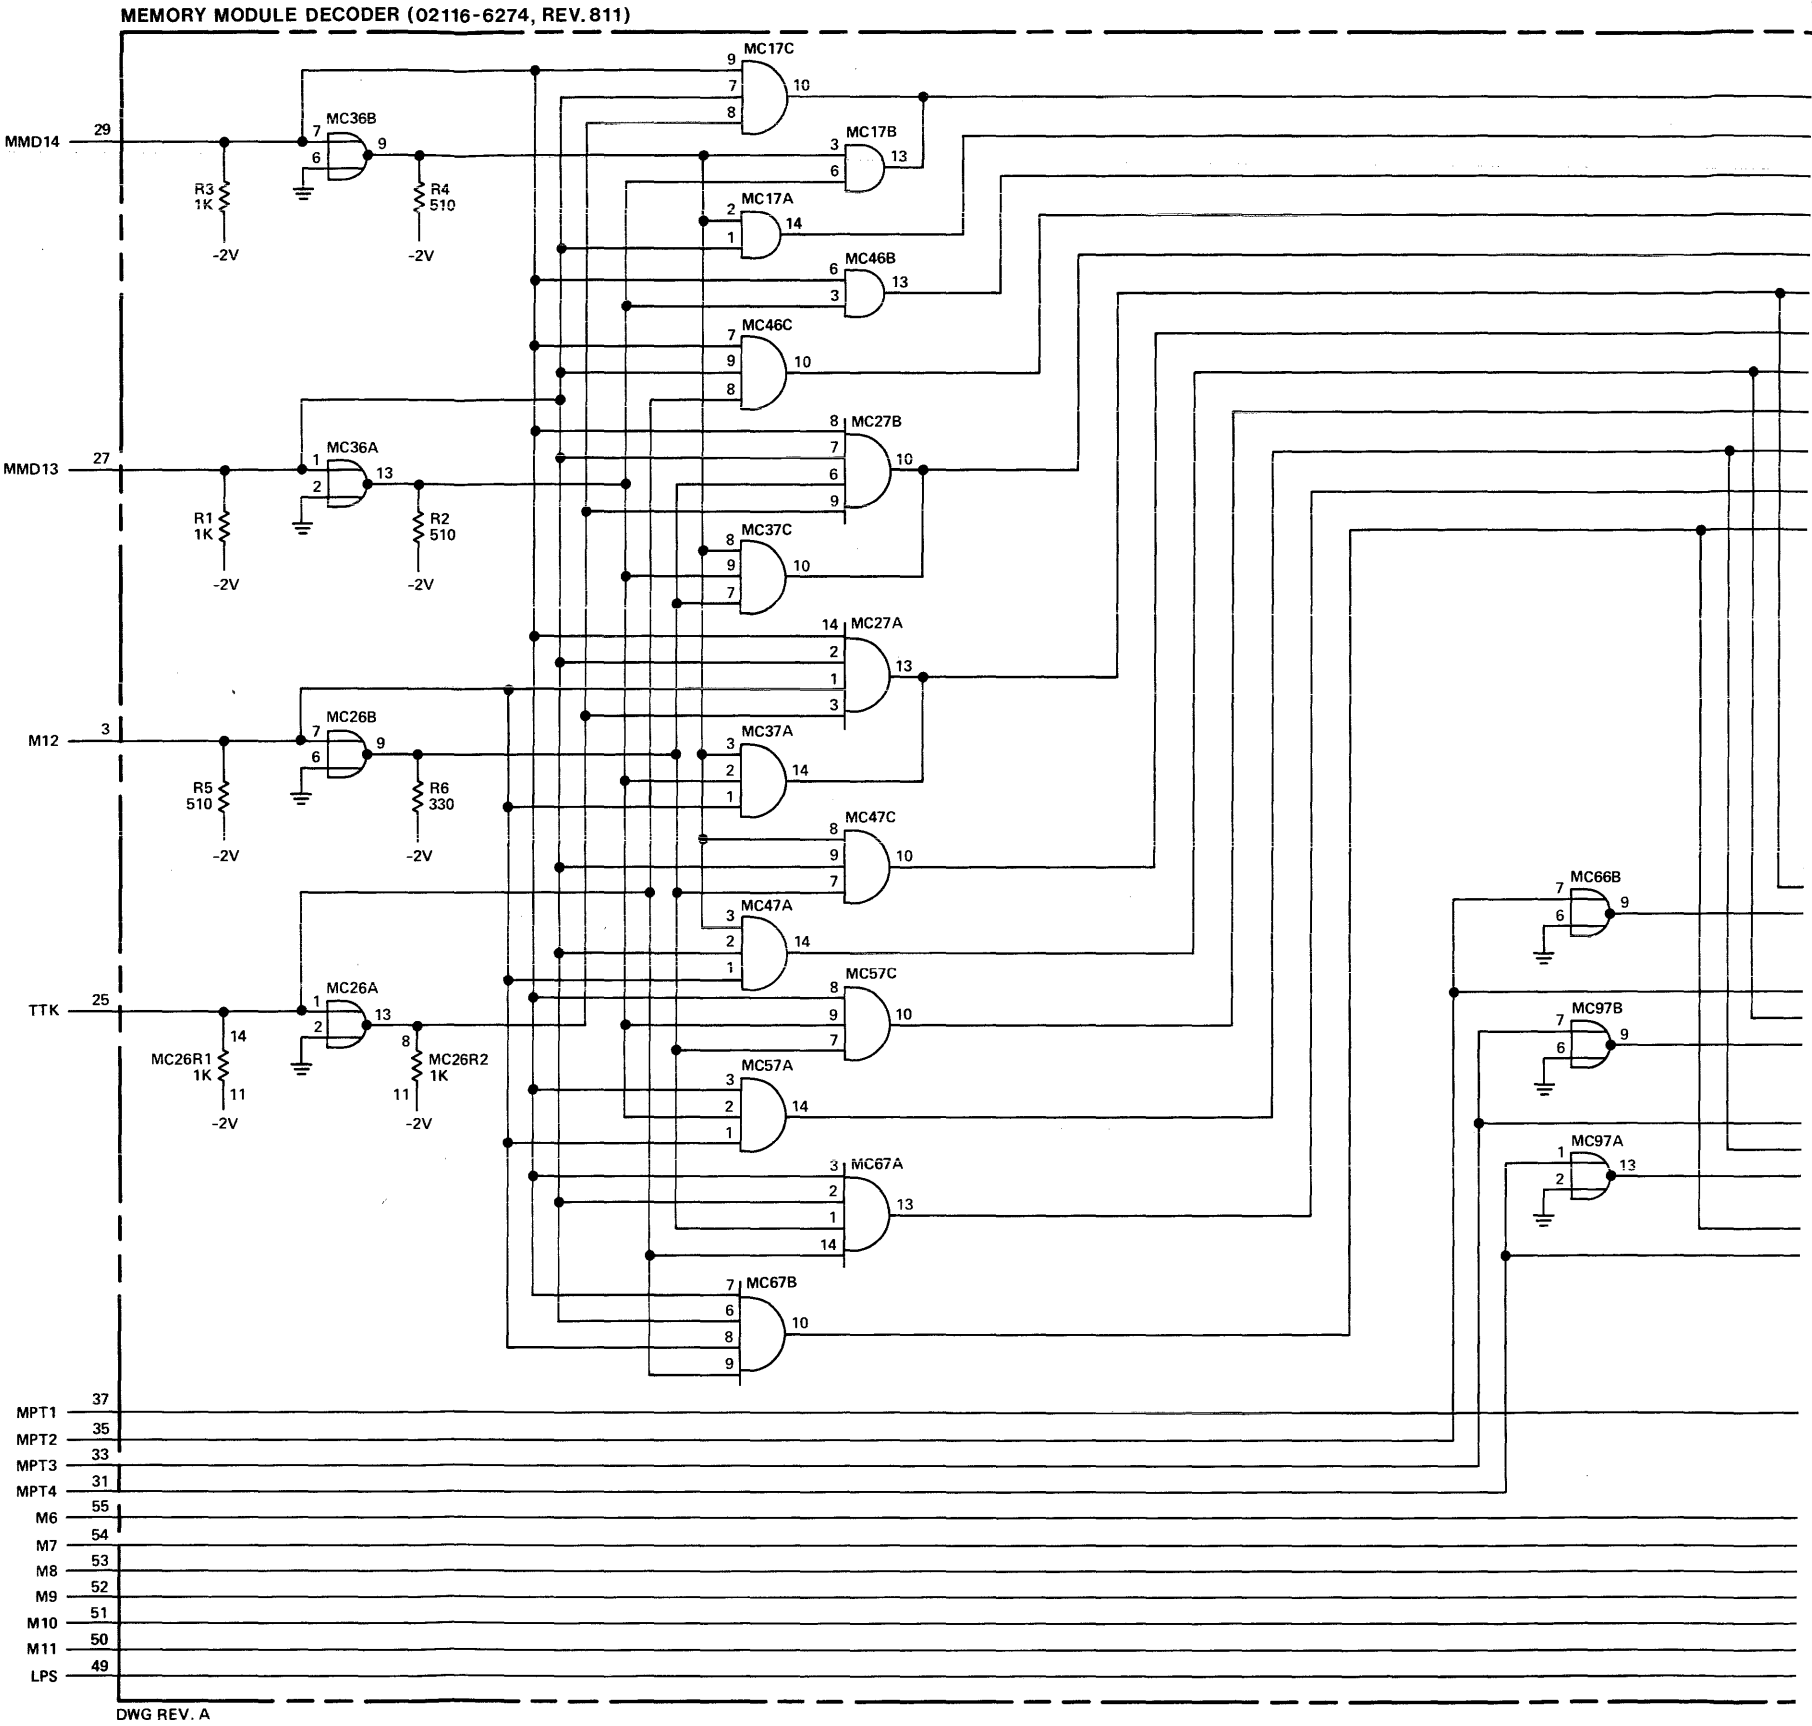 MEMORY MODULE DECODER (02116-6274, REV. 811)
MC17C
9
7
8
10
MMD14
29
MC36B
7
6
9
R3
1K
-2V
R4
510
-2V
MC17B
3
6
13
MC17A
2
1
14
MC46B
6
3
13
MC46C
7
9
8
10
MMD13
27
MC36A
1
2
13
R1
1K
-2V
R2
510
-2V
MC27B
8
7
6
9
10
MC37C
8
9
7
10
MC27A
14
2
1
3
13
M12
3
MC26B
7
6
9
R5
510
-2V
R6
330
-2V
MC37A
3
2
1
14
MC47C
8
9
7
10
MC47A
3
2
1
14
TTK
25
MC26A
1
2
13
14
MC26R1
1K
11
-2V
8
MC26R2
1K
11
-2V
MC57C
8
9
7
10
MC57A
3
2
1
14
MC67A
3
2
1
14
13
MC67B
7
6
8
9
10
MC66B
7
6
9
MC97B
7
6
9
MC97A
1
2
13
MPT1
37
MPT2
35
MPT3
33
MPT4
31
M6
55
M7
54
M8
53
M9
52
M10
51
M11
50
LPS
49
DWG REV. A